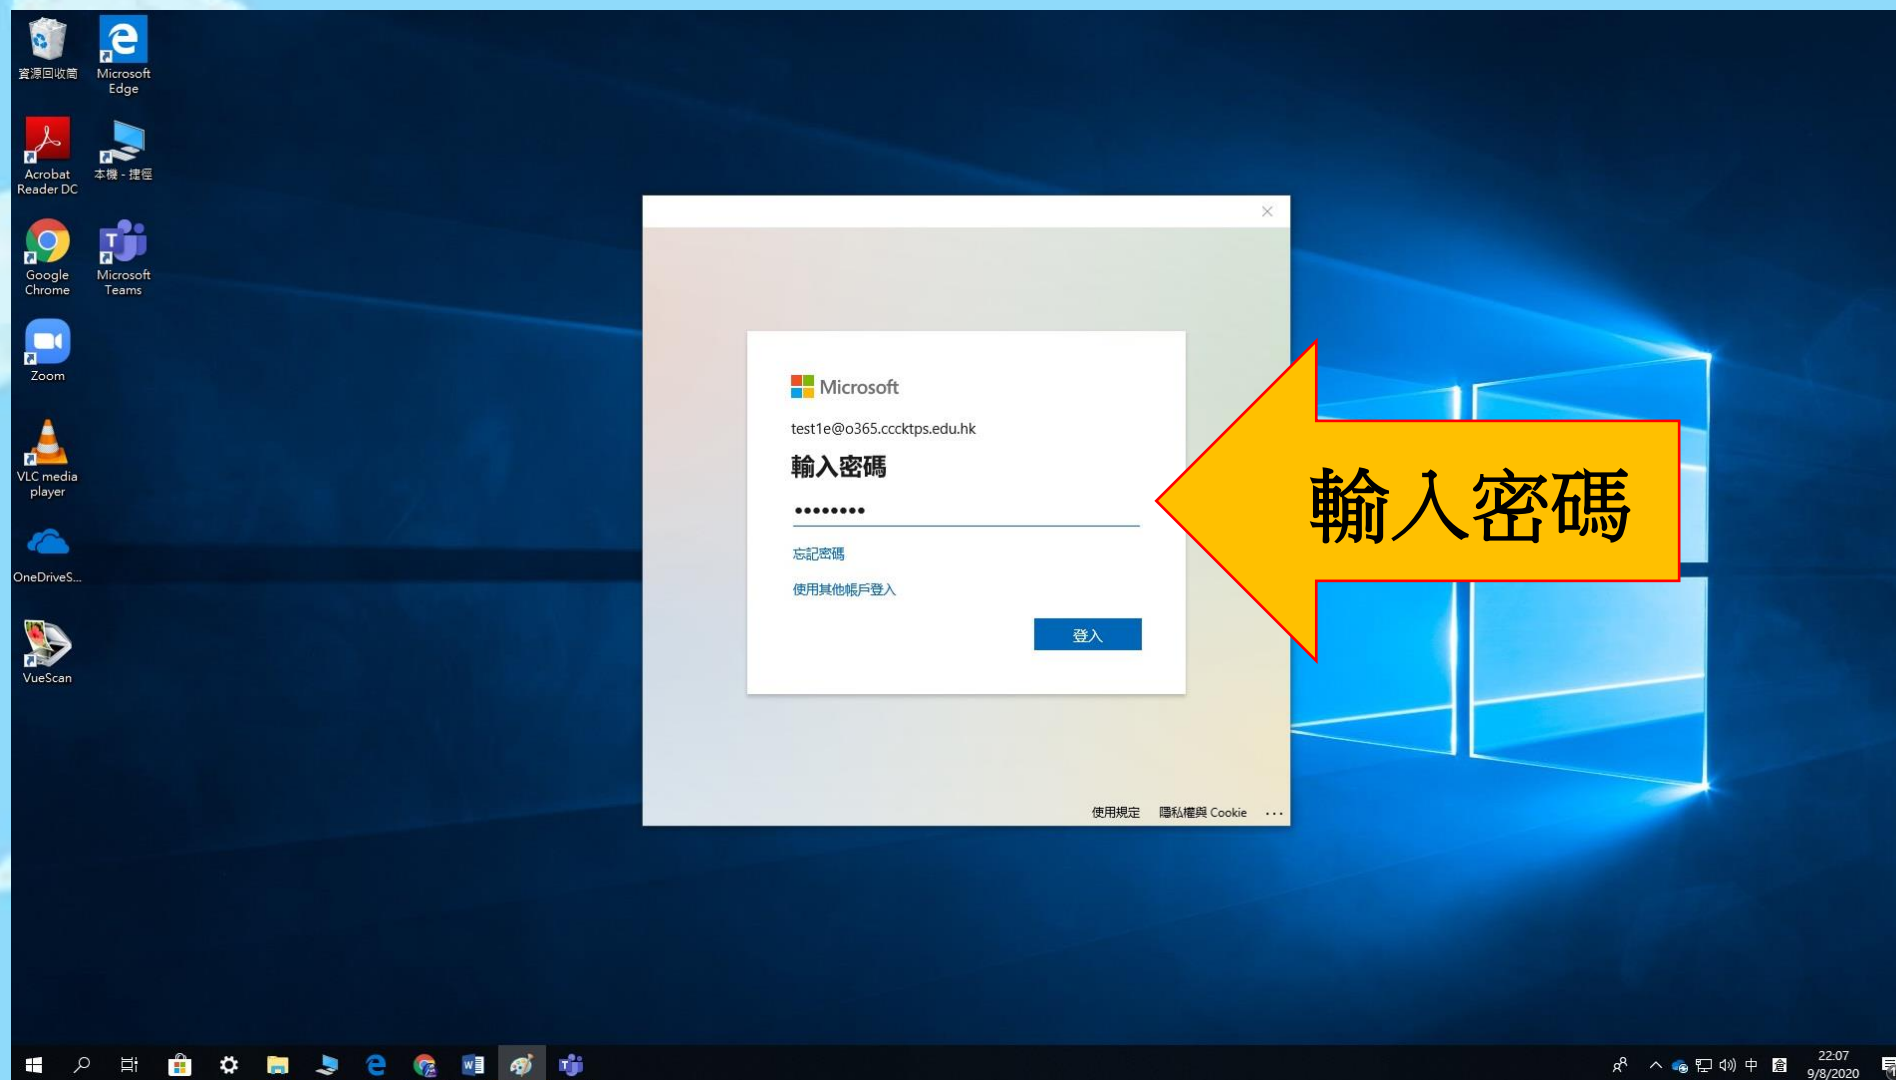 資源回收筒
Microsoft
Edge
Acrobat
Reader DC
本機 - 捷徑
Google
Chrome
Microsoft
Teams
Zoom
VLC media
player
OneDriveS...
VueScan
Microsoft
test1e@o365.cccktps.edu.hk
輸入密碼
忘記密碼
使用其他帳戶登入
登入
使用規定 隱私權與 Cookie ...
輸入密碼
中 倉
22:07
9/8/2020